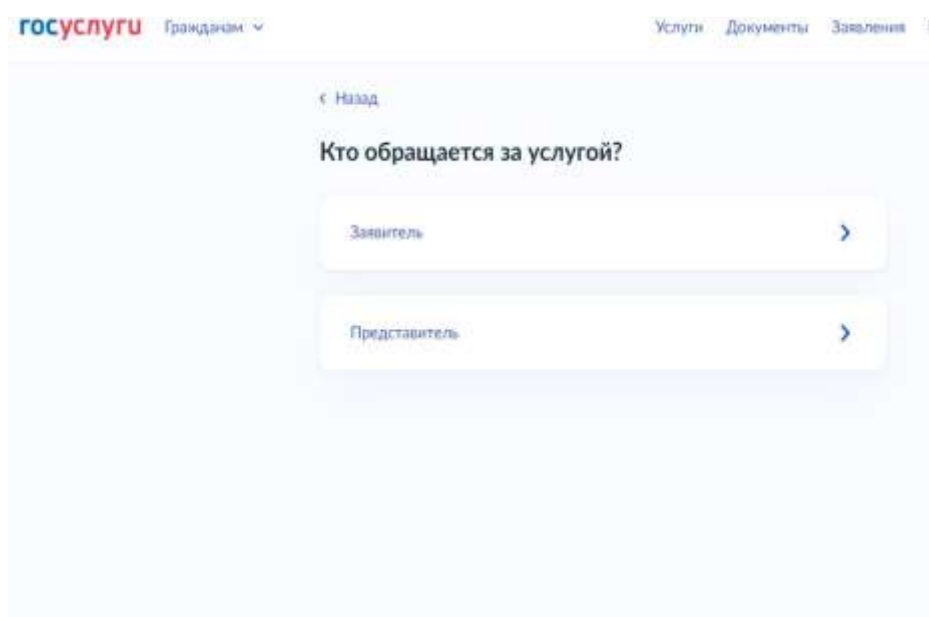 госуслуги Гражданам Услуги Документы Заявления
Назад
Кто обращается за услугой?
Заявитель
Представитель